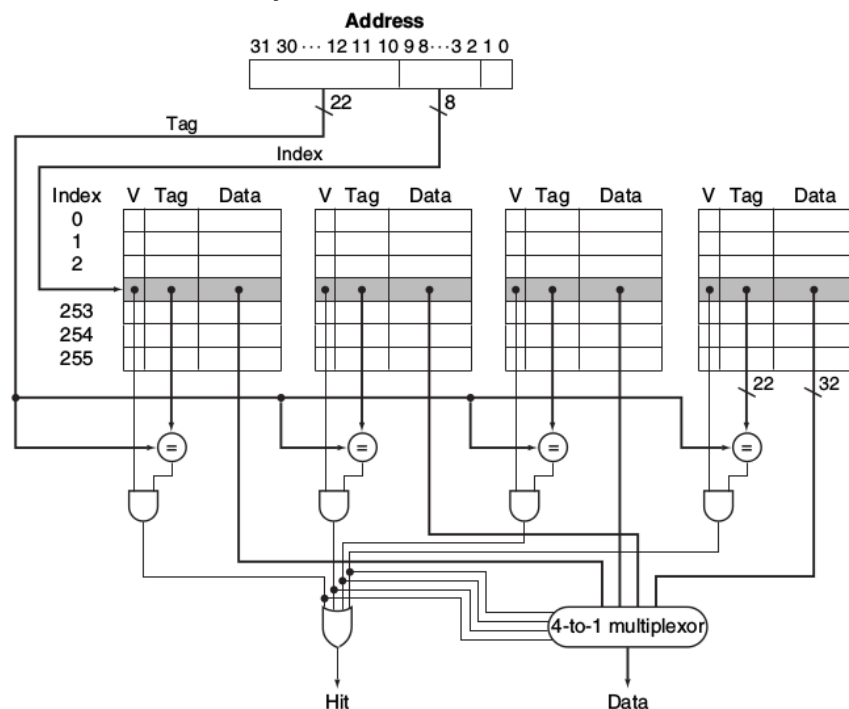 Address
31 30 ··· 12 11 10 9 8···3 2 1 0
22
8
Tag
Index
Index V Tag Data V Tag Data V Tag Data V Tag Data
0
1
2
253
254
255
22 32
= = = =
4-to-1 multiplexor
Hit Data